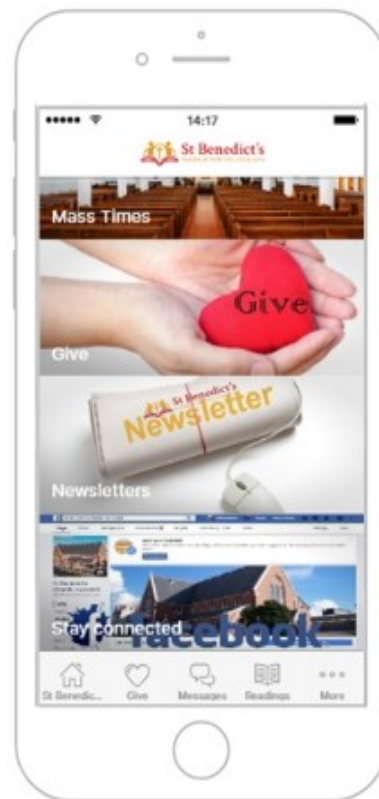 14:17
St Benedict's
Mass Times
Give
Give
St Benedict's
Newsletter
Newsletters
facebook
Stay connected
St Benedic...
Give
Messages
Readings
More